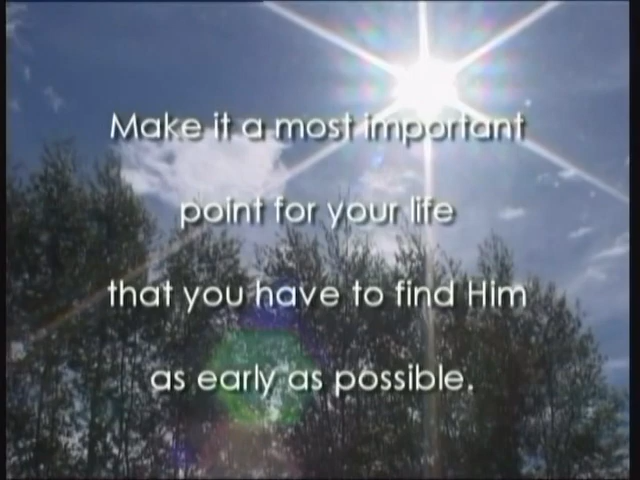 Make it a most important
point for your life
that you have to find Him
as early as possible.